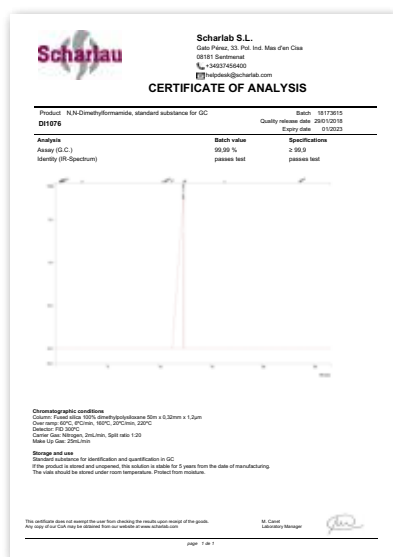 Scharlau
Scharlab S.L.
Gato Pérez, 33. Pol. Ind. Mas d'en Cisa
08181 Sentmenat
+34937456400
helpdesk@scharlab.com
CERTIFICATE OF ANALYSIS
Product N,N-Dimethylformamide, standard substance for GC
Batch 18173615
DI1076
Quality release date 29/01/2018
Expiry date 01/2023
Analysis Batch value Specifications
Assay (G.C.) 99,99 % ≥ 99,9
Identity (IR-Spectrum) passes test passes test
Chromatographic conditions
Column: Fused silica 100% dimethylpolysiloxane 50m x 0,32mm x 1,2µm
Oven ramp: 60ºC, 8ºC/min, 160ºC, 20ºC/min, 220ºC
Detector: FID 300ºC
Carrier Gas: Nitrogen, 2mL/min, Split ratio 1:20
Make Up Gas: 25mL/min
Storage and use
Standard substance for identification and quantification in GC
If the product is stored and unopened, this solution is stable for 5 years from the date of manufacturing.
The vials should be stored under room temperature. Protect from moisture.
This certificate does not exempt the user from checking the results upon receipt of the goods.
Any copy of our CoA may be obtained from our website at www.scharlab.com
M. Canet
Laboratory Manager
page 1 de 1